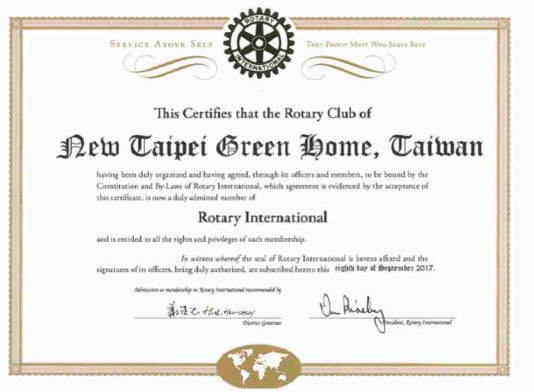 SERVICE ABOVE SELF
ROTARY
INTERNATIONAL
THEY PROFIT MOST WHO SERVE BEST
This Certifies that the Rotary Club of
New Taipei Green Home, Taiwan
having been duly organized and having agreed, through its officers and members, to be bound by the
Constitution and By-Laws of Rotary International, which agreement is evidenced by the acceptance of
this certificate, is now a duly admitted member of
Rotary International
and is entitled to all the rights and privileges of such membership.
In witness whereof the seal of Rotary International is hereto affixed and the
signatures of its officers, being duly authorized, are subscribed hereto this eighth day of September 2017.
Admission to membership in Rotary International recommended by
District Governor
President, Rotary International